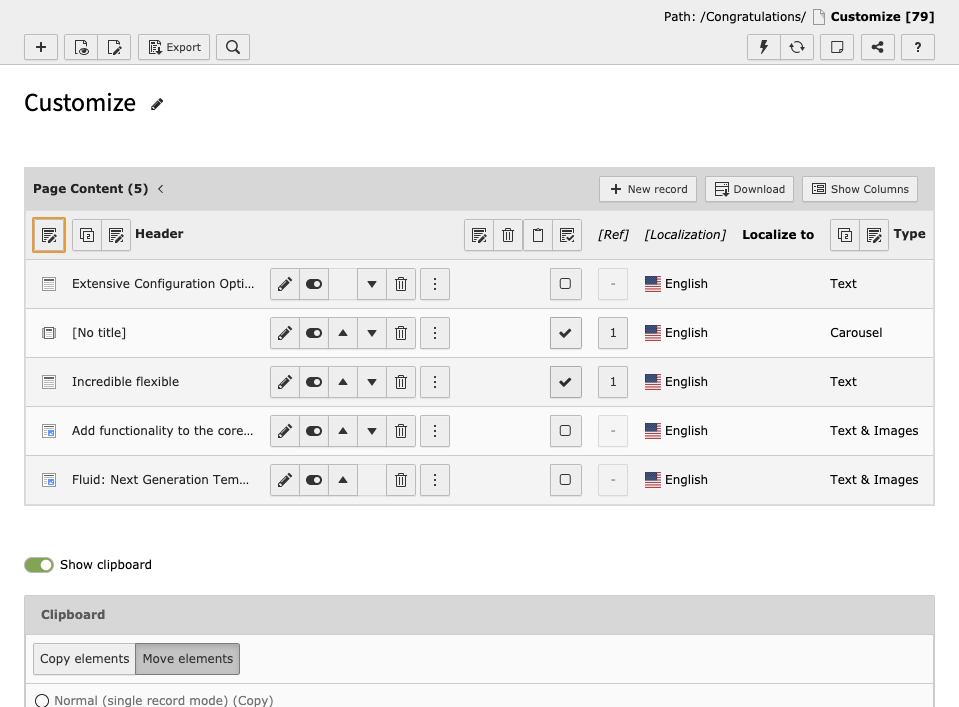 Path: /Congratulations/ Customize [79]
Export ?
Customize
Page Content (5) New record Download Show Columns
Header [Ref] [Localization] Localize to Type
Extensive Configuration Opti... - English Text
[No title] 1 English Carousel
Incredible flexible 1 English Text
Add functionality to the core... - English Text & Images
Fluid: Next Generation Tem... - English Text & Images
Show clipboard
Clipboard
Copy elements Move elements
Normal (single record mode) (Copy)